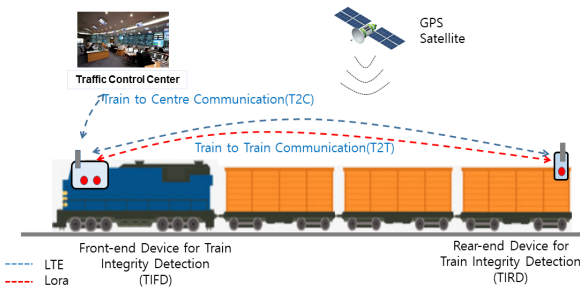 GPS
Satellite
Traffic Control Center
Train to Centre Communication(T2C)
Train to Train Communication(T2T)
Front-end Device for Train
Integrity Detection
(TIFD)
Rear-end Device for
Train Integrity Detection
(TIRD)
LTE
Lora